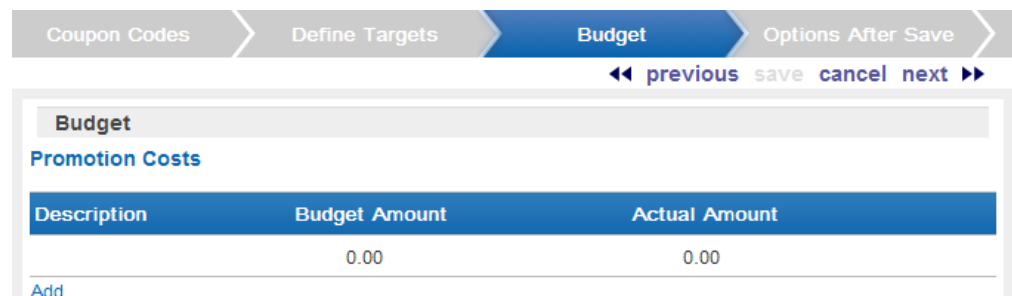 Coupon Codes Define Targets Budget Options After Save
previous save cancel next
Budget
Promotion Costs
Description Budget Amount Actual Amount
0.00 0.00
Add